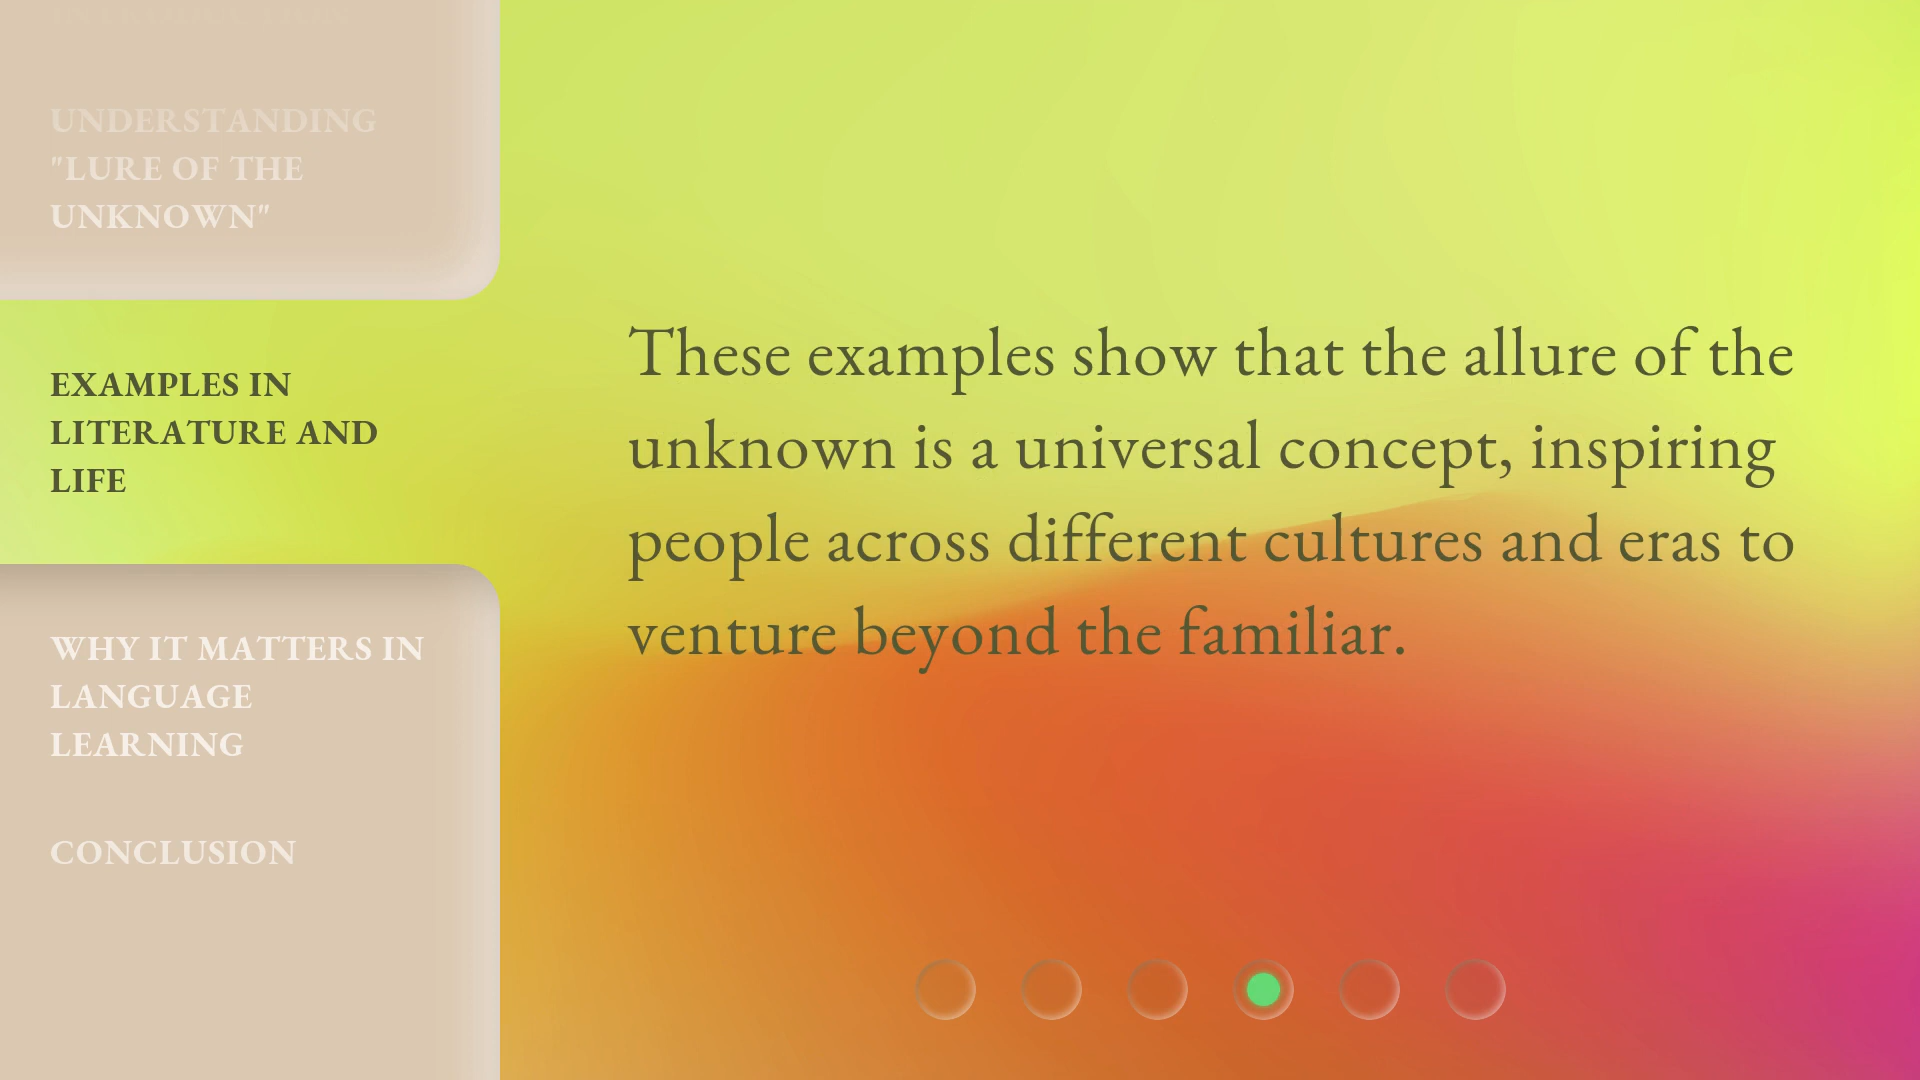 INTRODUCTION
UNDERSTANDING
"LURE OF THE
UNKNOWN"
EXAMPLES IN
LITERATURE AND
LIFE
WHY IT MATTERS IN
LANGUAGE
LEARNING
CONCLUSION
These examples show that the allure of the
unknown is a universal concept, inspiring
people across different cultures and eras to
venture beyond the familiar.